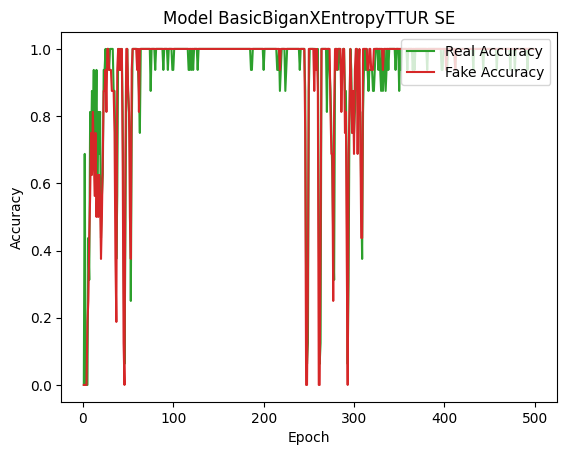 Model BasicBiganXEntropyTTUR SE
Real Accuracy
Fake Accuracy
Accuracy
1.0
0.8
0.6
0.4
0.2
0.0
0 100 200 300 400 500
Epoch